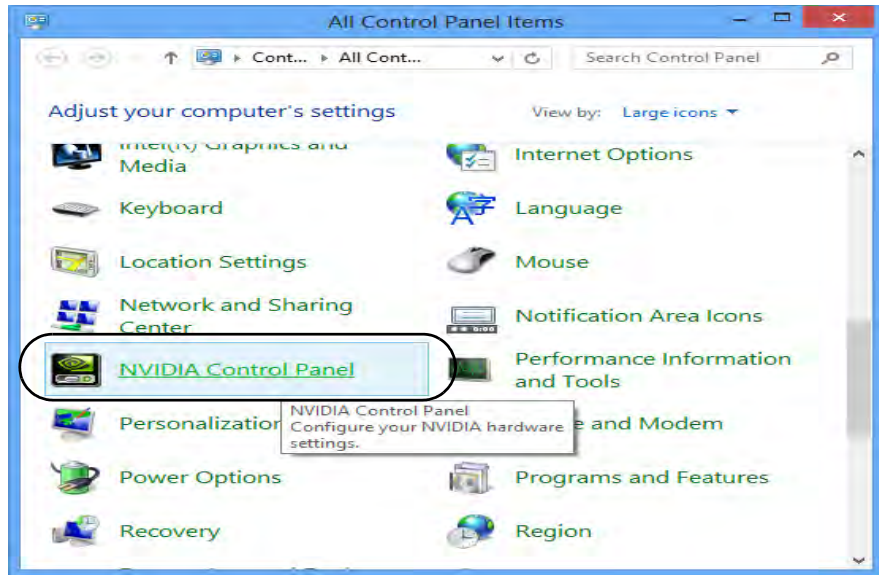 All Control Panel Items
Cont... All Cont...
Search Control Panel
Adjust your computer's settings
View by: Large icons
Intel(R) Graphics and
Media
Internet Options
Keyboard
Language
Location Settings
Mouse
Network and Sharing
Center
Notification Area Icons
NVIDIA Control Panel
Performance Information
and Tools
Personalization
NVIDIA Control Panel
Configure your NVIDIA hardware
settings.
and Modem
Power Options
Programs and Features
Recovery
Region